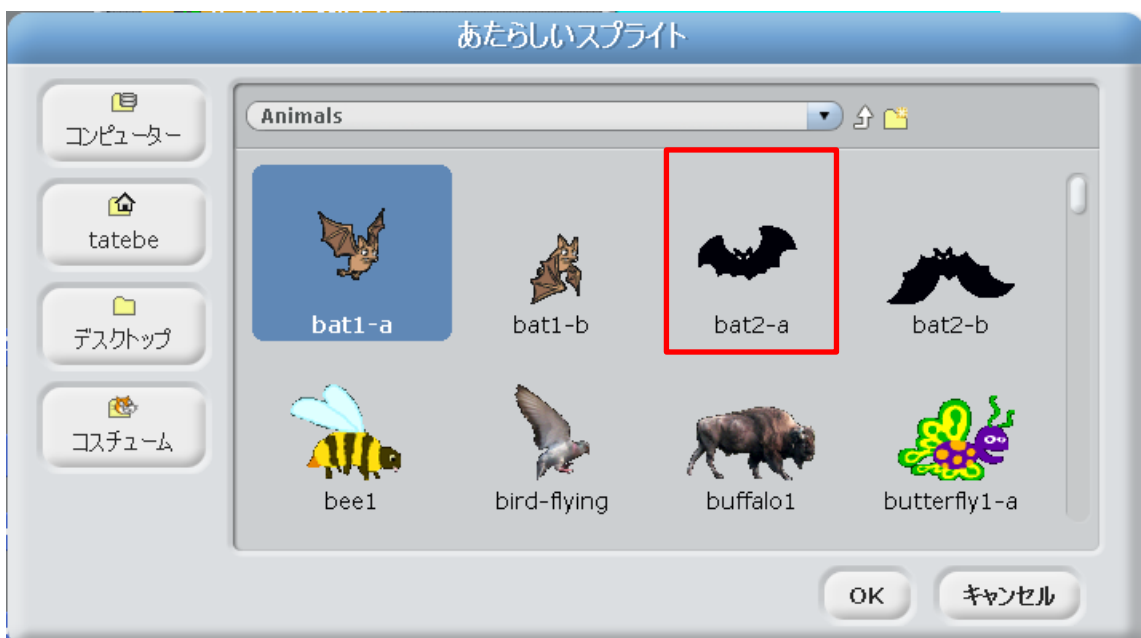 あたらしいスプライト
コンピューター
tatebe
デスクトップ
コスチューム
Animals
bat1-a
bat1-b
bat2-a
bat2-b
bee1
bird-flying
buffalo1
butterfly1-a
OK
キャンセル